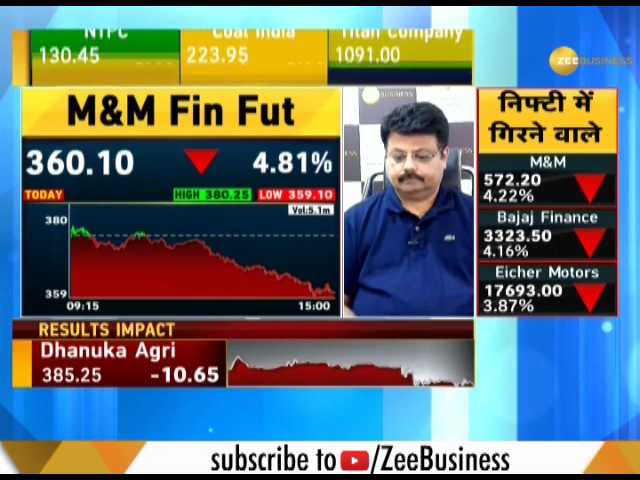 NTPC
130.45
Coal India
223.95
Titan Company
1091.00
ZEEBUSINESS
M&M Fin Fut
360.10
4.81%
TODAY
HIGH 380.25
LOW 359.10
Vol:5.1m
380
359
09:15
15:00
BUSINESS
निफ्टी में
गिरने वाले
M&M
572.20
4.22%
Bajaj Finance
3323.50
4.16%
Eicher Motors
17693.00
3.87%
RESULTS IMPACT
Dhanuka Agri
385.25
-10.65
subscribe to /ZeeBusiness